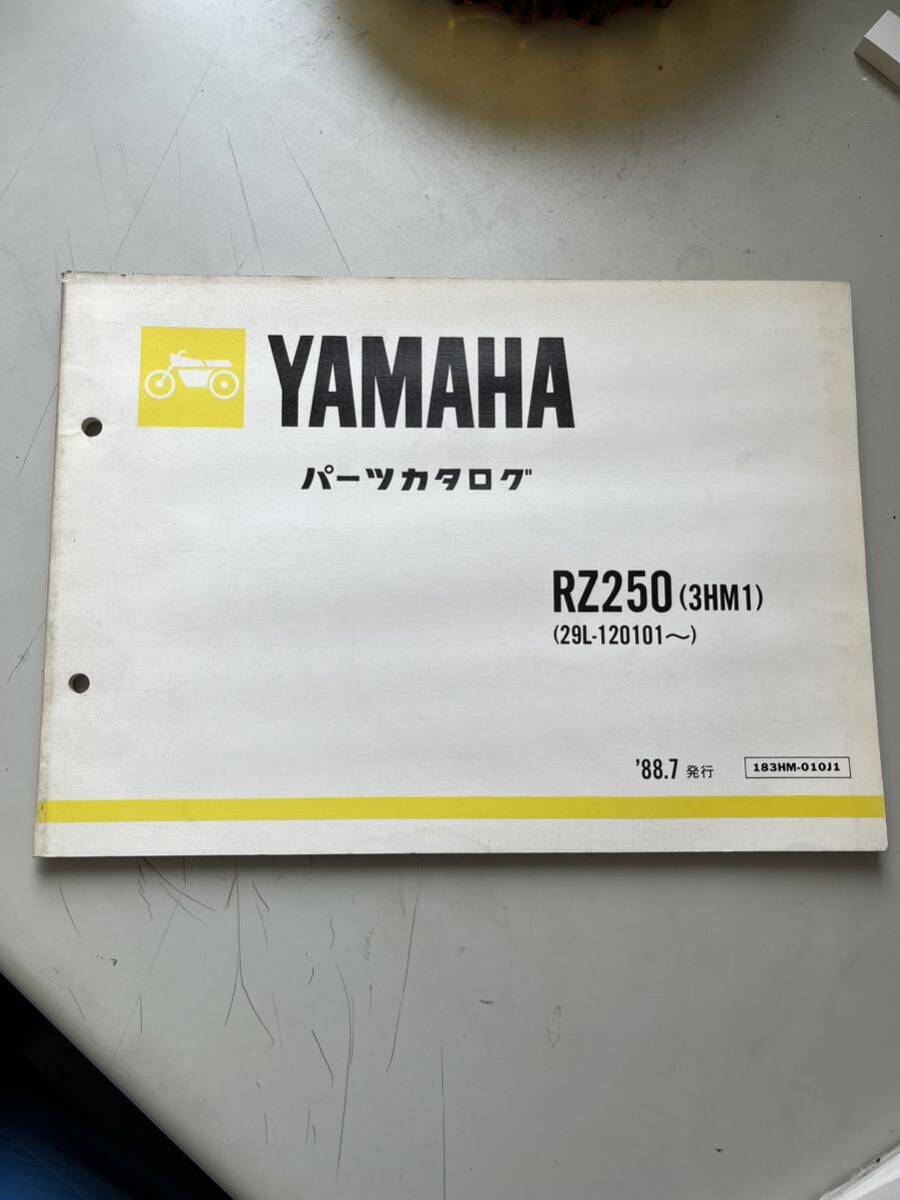 YAMAHA
パーツカタログ
RZ250 (3HM1)
(29L-120101～)
'88.7 発行
183HM-010J1